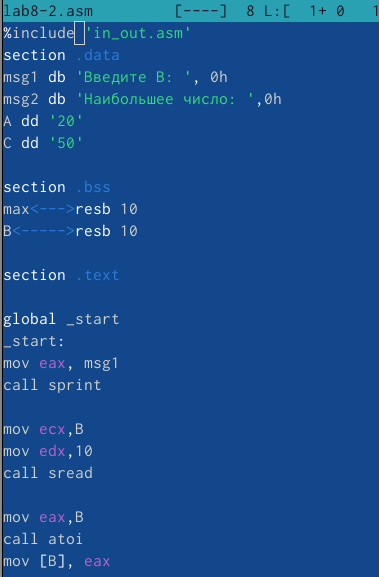 lab8-2.asm [----] 8 L:[ 1+ 0 1
%include 'in_out.asm'
section .data
msg1 db 'Введите B: ', 0h
msg2 db 'Наибольшее число: ',0h
A dd '20'
C dd '50'
section .bss
max<--->resb 10
B<----->resb 10
section .text
global _start
_start:
mov eax, msg1
call sprint
mov ecx,B
mov edx,10
call sread
mov eax,B
call atoi
mov [B], eax